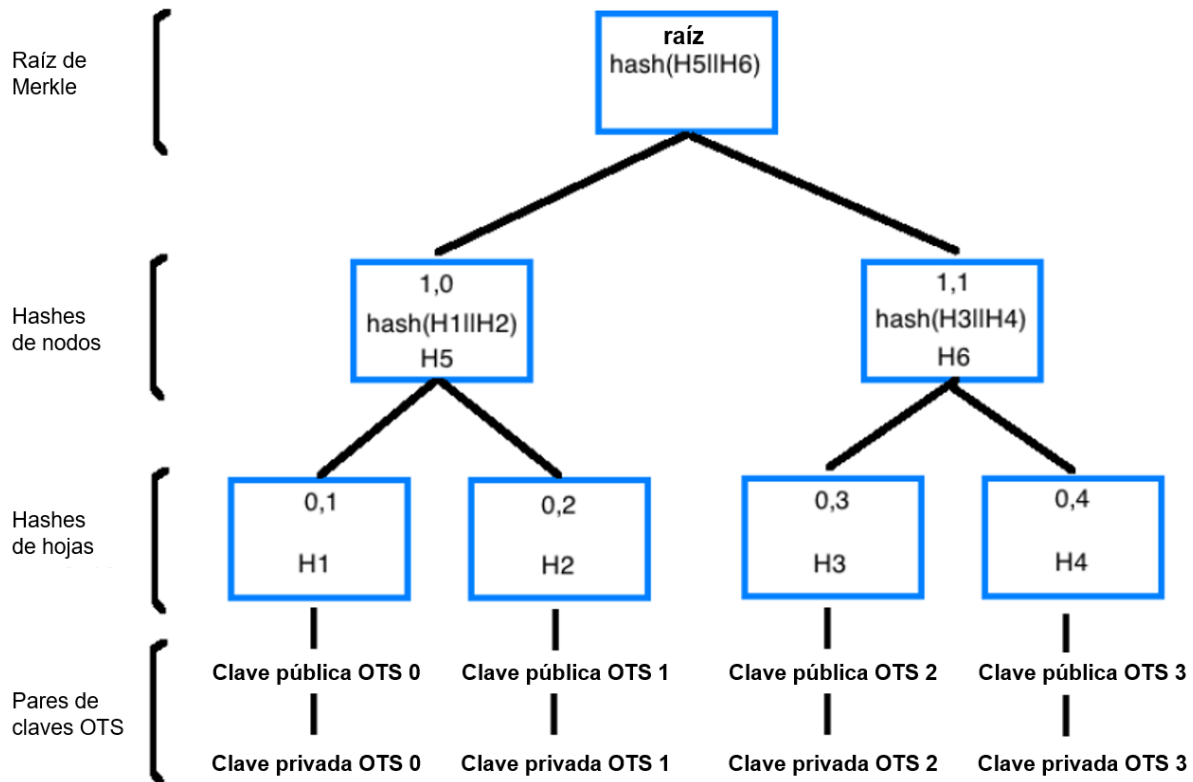 Raíz de
Merkle
raíz
hash(H5llH6)
Hashes
de nodos
1,0
hash(H1llH2)
H5
1,1
hash(H3llH4)
H6
Hashes
de hojas
0,1
H1
0,2
H2
0,3
H3
0,4
H4
Pares de
claves OTS
Clave pública OTS 0
Clave pública OTS 1
Clave pública OTS 2
Clave pública OTS 3
Clave privada OTS 0
Clave privada OTS 1
Clave privada OTS 2
Clave privada OTS 3